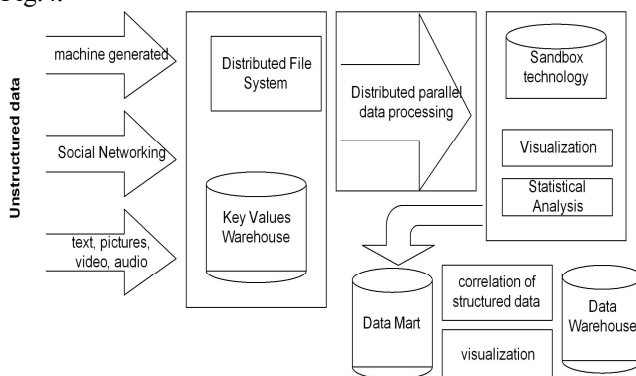 Unstructured data
machine generated
Social Networking
text, pictures,
video, audio
Distributed File
System
Key Values
Warehouse
Distributed parallel
data processing
Sandbox
technology
Visualization
Statistical
Analysis
Data Mart
correlation of
structured data
visualization
Data
Warehouse